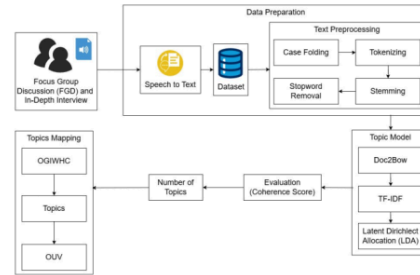 Data Preparation
Text Preprocessing
Case Folding
Tokenizing
Focus Group
Discussion (FGD) and
In-Depth Interview
Speech to Text
Dataset
Stopword
Removal
Stemming
Topics Mapping
OGIWHC
Topics
OUV
Number of
Topics
Evaluation
(Coherence Score)
Topic Model
Doc2Bow
TF-IDF
Latent Dirichlect
Allocation (LDA)